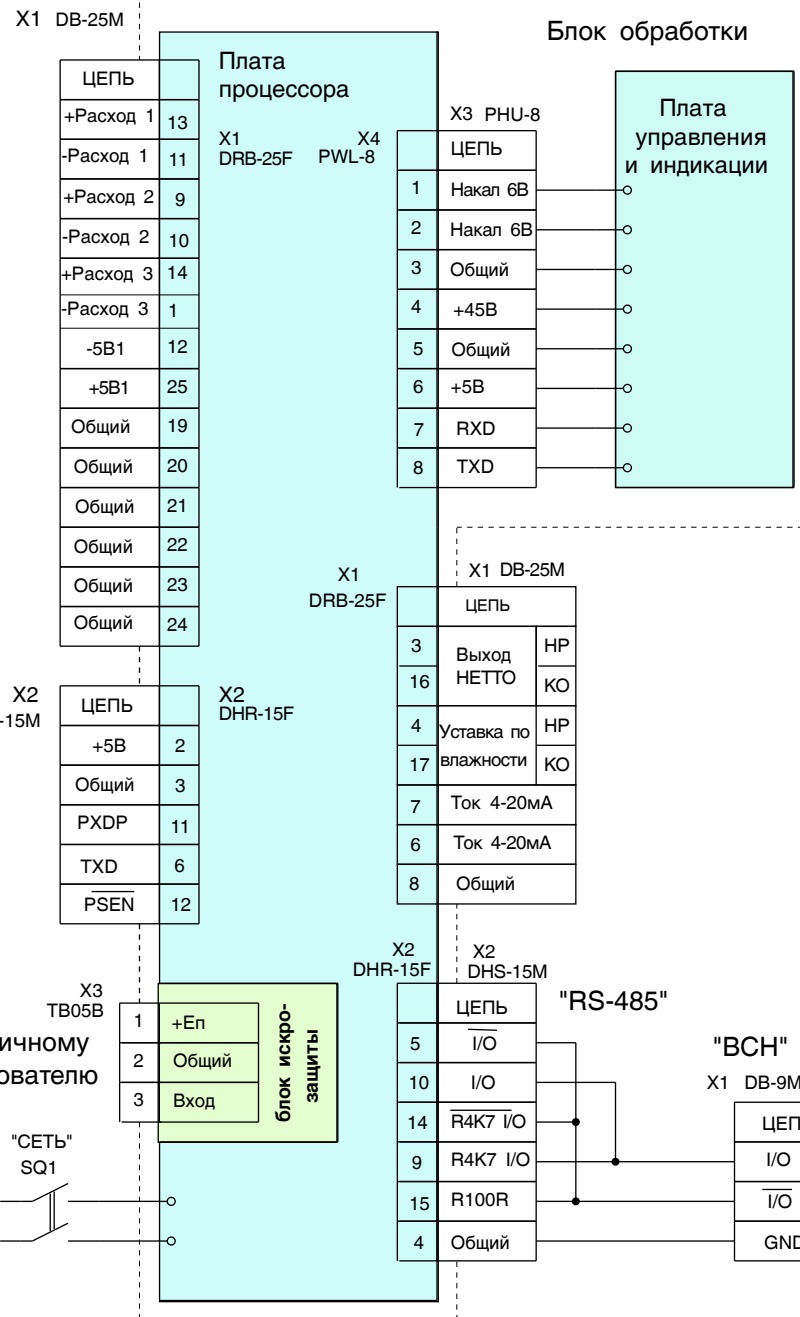 X1 DB-25M
ЦЕПЬ
+Расход 1 13
-Расход 1 11
+Расход 2 9
-Расход 2 10
+Расход 3 14
-Расход 3 1
-5В1 12
+5В1 25
Общий 19
Общий 20
Общий 21
Общий 22
Общий 23
Общий 24
Плата
процессора
X1
DRB-25F
X4
PWL-8
Блок обработки
X3 PHU-8
ЦЕПЬ
1 Накал 6В
2 Накал 6В
3 Общий
4 +45В
5 Общий
6 +5В
7 RXD
8 TXD
Плата
управления
и индикации
X1
DRB-25F
X1 DB-25M
ЦЕПЬ
3 Выход НР
16 НЕТТО КО
4 Уставка по НР
17 влажности КО
7 Ток 4-20мА
6 Ток 4-20мА
8 Общий
X2
-15M
X2
DHR-15F
ЦЕПЬ
+5В 2
Общий 3
PXDP 11
TXD 6
PSEN 12
X3
TB05B
1 +Еп
2 Общий
3 Вход
блок искро-
защиты
ичному
ователю
"СЕТЬ"
SQ1
X2
DHR-15F
X2
DHS-15M
"RS-485"
ЦЕПЬ
5 I/O
10 I/O
14 R4K7 I/O
9 R4K7 I/O
15 R100R
4 Общий
"ВСН"
X1 DB-9M
ЦЕП
I/O
I/O
GND